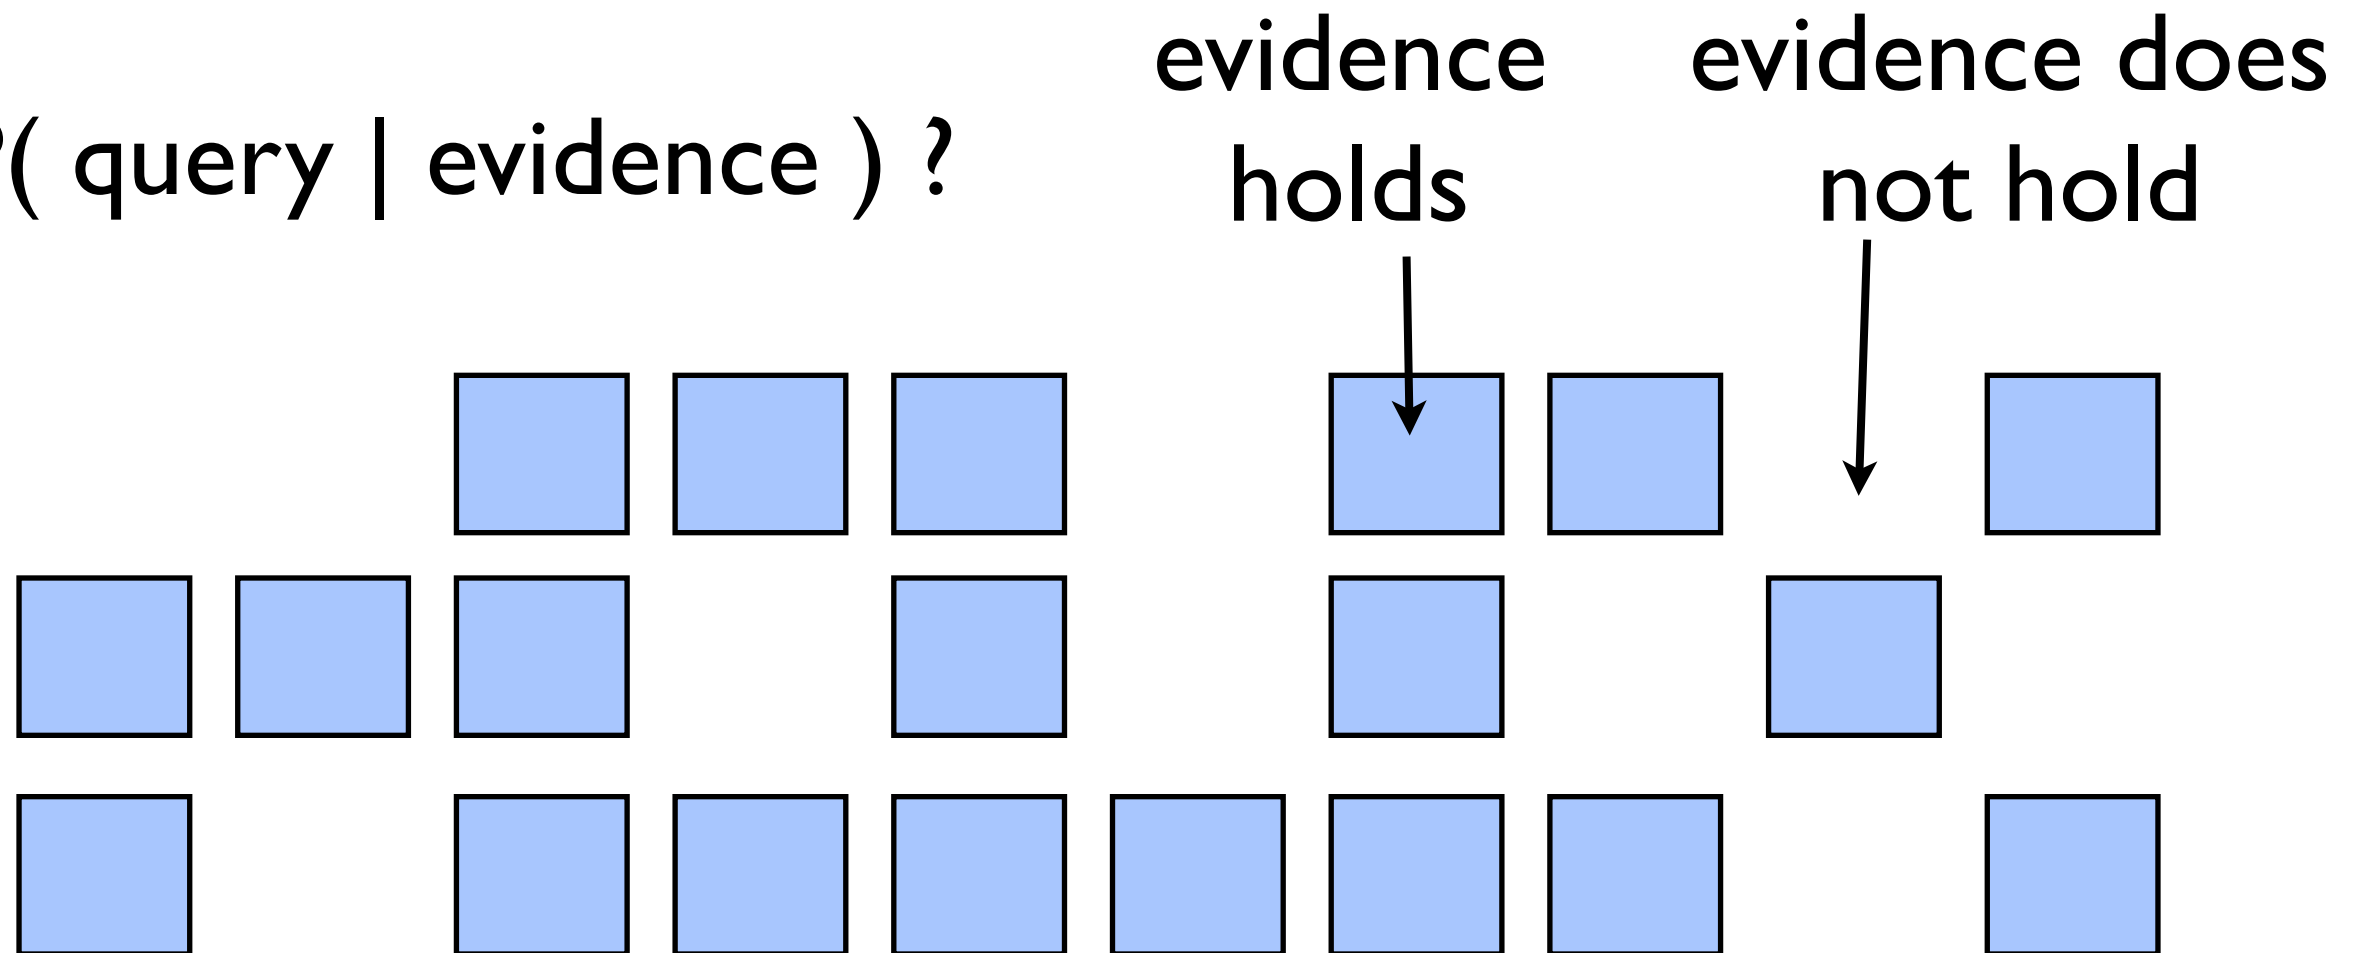 ( query | evidence ) ?
evidence
holds
evidence does
not hold